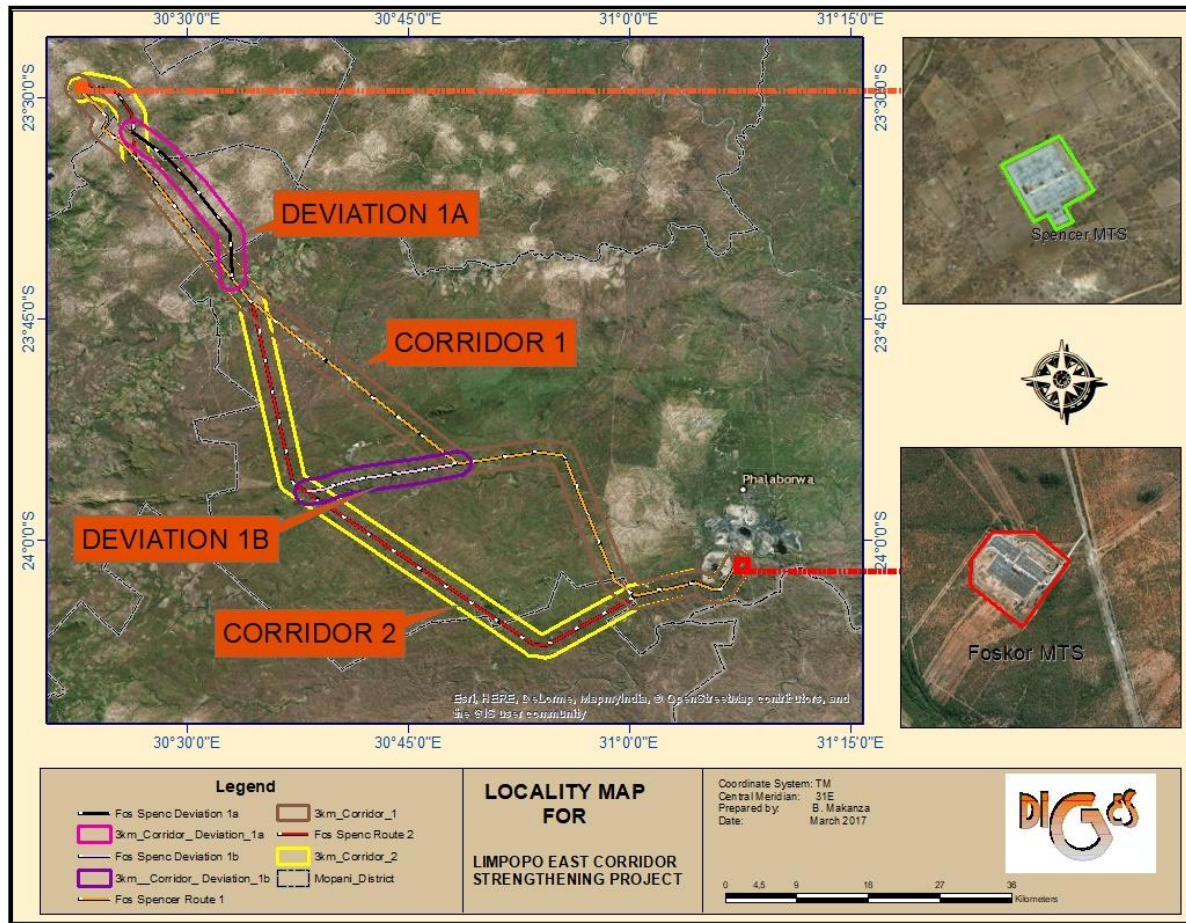 30°30'0"E 30°45'0"E 31°0'0"E 31°15'0"E
23°30'0"S
23°30'0"S
DEVIATION 1A
Spencer MTS
23°45'0"S
23°45'0"S
CORRIDOR 1
Phalaborwa
DEVIATION 1B
24°0'0"S
24°0'0"S
CORRIDOR 2
Foskor MTS
Esri, HERE, DeLorme, MapmyIndia, © OpenStreetMap contributors, and
the GIS user community
30°30'0"E 30°45'0"E 31°0'0"E 31°15'0"E
Legend
Fos Spenc Deviation 1a
3km_Corridor_Deviation_1a
Fos Spenc Deviation 1b
3km__Corridor_Deviation_1b
Fos Spencer Route 1
3km_Corridor_1
Fos Spenc Route 2
3km_Corridor_2
Mopani_District
LOCALITY MAP
FOR
LIMPOPO EAST CORRIDOR
STRENGTHENING PROJECT
Coordinate System: TM
Central Meridian: 31E
Prepared by: B. Makanza
Date: March 2017
0 4,5 9 18 27 36
Kilometers
DIGES